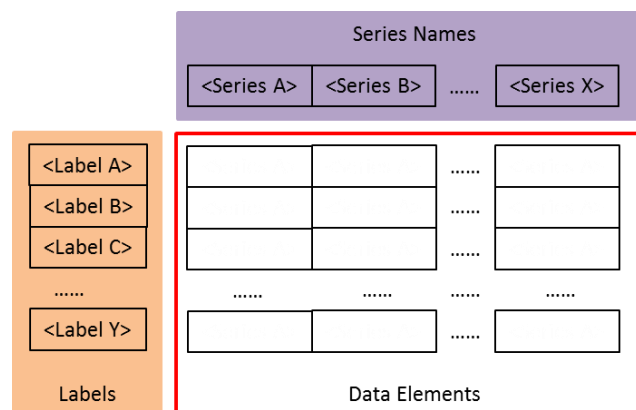 Series Names
<Series A> <Series B> ...... <Series X>
<Label A> ......
<Label B> ......
<Label C> ......
...... ...... ...... ...... ......
<Label Y> ......
Labels Data Elements